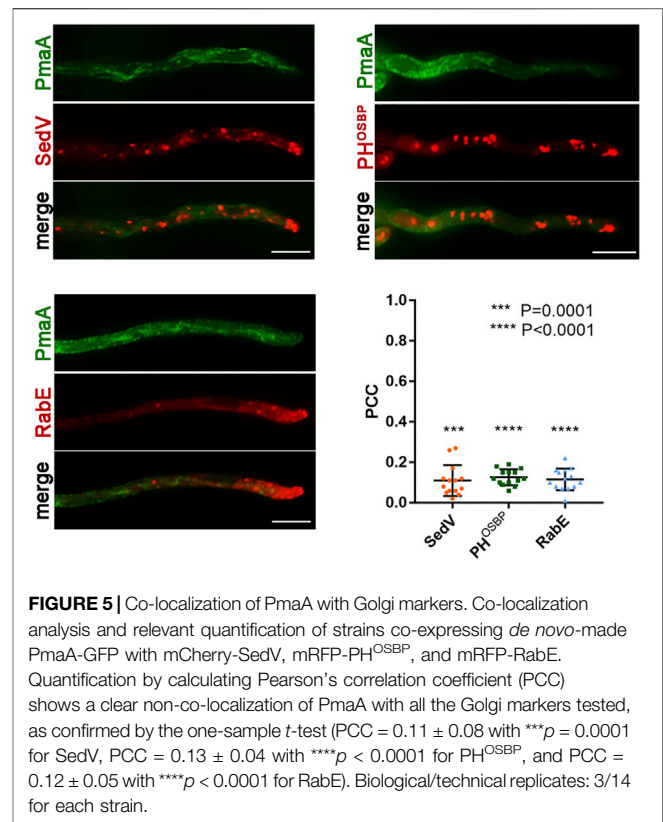 PmaA
SedV
merge
PmaA
PH^OSBP
merge
PmaA
RabE
merge
1.0
0.8
0.6
0.4
0.2
0.0
PCC
*** P=0.0001
**** P<0.0001
***
****
****
SedV
PH^OSBP
RabE
FIGURE 5 | Co-localization of PmaA with Golgi markers. Co-localization
analysis and relevant quantification of strains co-expressing de novo-made
PmaA-GFP with mCherry-SedV, mRFP-PH^OSBP, and mRFP-RabE.
Quantification by calculating Pearson’s correlation coefficient (PCC)
shows a clear non-co-localization of PmaA with all the Golgi markers tested,
as confirmed by the one-sample t-test (PCC = 0.11 ± 0.08 with ***p = 0.0001
for SedV, PCC = 0.13 ± 0.04 with ****p < 0.0001 for PH^OSBP, and PCC =
0.12 ± 0.05 with ****p < 0.0001 for RabE). Biological/technical replicates: 3/14
for each strain.